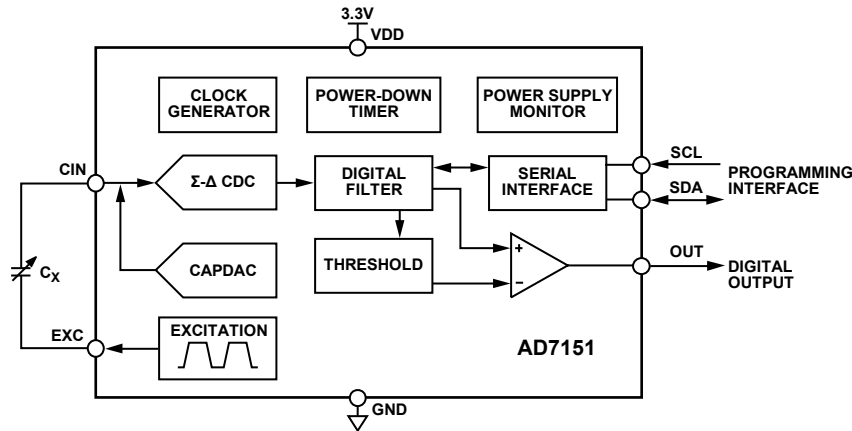 3.3V
VDD
CLOCK
GENERATOR
POWER-DOWN
TIMER
POWER SUPPLY
MONITOR
CIN
Σ-Δ CDC
DIGITAL
FILTER
SERIAL
INTERFACE
SCL
SDA
PROGRAMMING
INTERFACE
CX
CAPDAC
THRESHOLD
+
−
OUT
DIGITAL
OUTPUT
EXC
EXCITATION
AD7151
GND